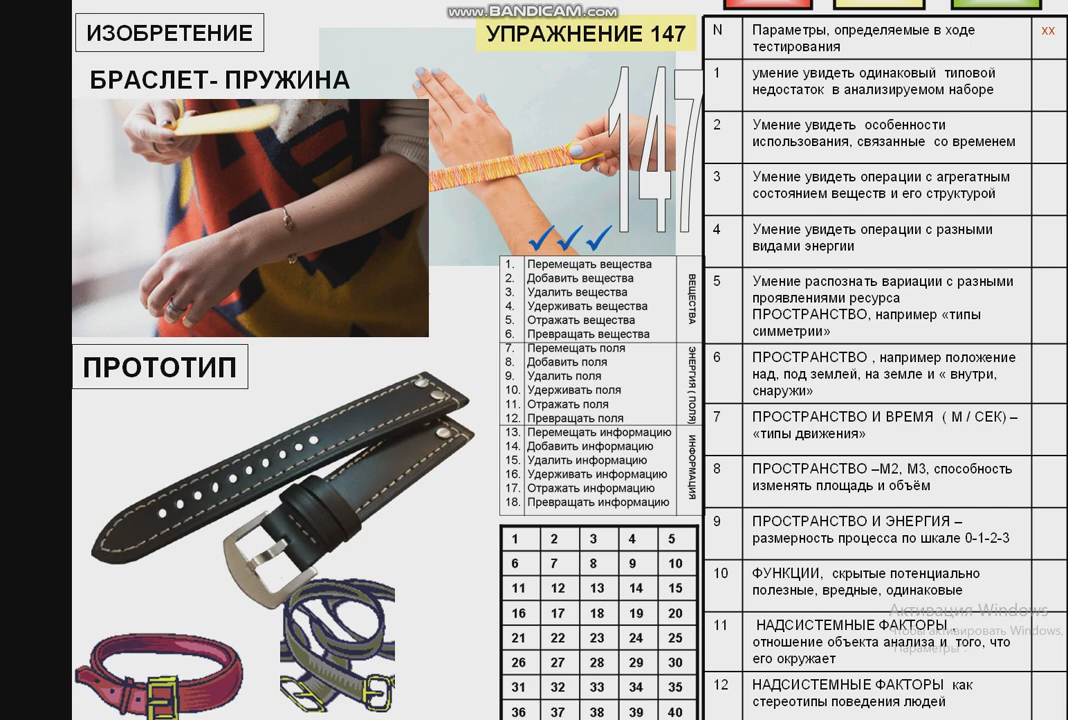 www.BANDICAM.com
ИЗОБРЕТЕНИЕ
УПРАЖНЕНИЕ 147
БРАСЛЕТ- ПРУЖИНА
147
ПРОТОТИП
1. Перемещать вещества
2. Добавить вещества
3. Удалить вещества
4. Удерживать вещества
5. Отражать вещества
6. Превращать вещества
ВЕЩЕСТВА
7. Перемещать поля
8. Добавить поля
9. Удалить поля
10. Удерживать поля
11. Отражать поля
12. Превращать поля
ЭНЕРГИЯ ( ПОЛЯ)
13. Перемещать информацию
14. Добавить информацию
15. Удалить информацию
16. Удерживать информацию
17. Отражать информацию
18. Превращать информацию
ИНФОРМАЦИЯ
1 2 3 4 5
6 7 8 9 10
11 12 13 14 15
16 17 18 19 20
21 22 23 24 25
26 27 28 29 30
31 32 33 34 35
36 37 38 39 40
N Параметры, определяемые в ходе xx
тестирования
1 умение увидеть одинаковый типовой
недостаток в анализируемом наборе
2 Умение увидеть особенности
использования, связанные со временем
3 Умение увидеть операции с агрегатным
состоянием веществ и его структурой
4 Умение увидеть операции с разными
видами энергии
5 Умение распознать вариации с разными
проявлениями ресурса
ПРОСТРАНСТВО, например «типы
симметрии»
6 ПРОСТРАНСТВО , например положение
над, под землей, на земле и « внутри,
снаружи»
7 ПРОСТРАНСТВО И ВРЕМЯ ( М / СЕК) –
«типы движения»
8 ПРОСТРАНСТВО –М2, М3, способность
изменять площадь и объём
9 ПРОСТРАНСТВО И ЭНЕРГИЯ –
размерность процесса по шкале 0-1-2-3
10 ФУНКЦИИ, скрытые потенциально
полезные, вредные, одинаковые
11 НАДСИСТЕМНЫЕ ФАКТОРЫ ,
отношение объекта анализа и того, что
его окружает
12 НАДСИСТЕМНЫЕ ФАКТОРЫ как
стереотипы поведения людей
Активация Windows
Чтобы активировать Windows,
"Параметры".